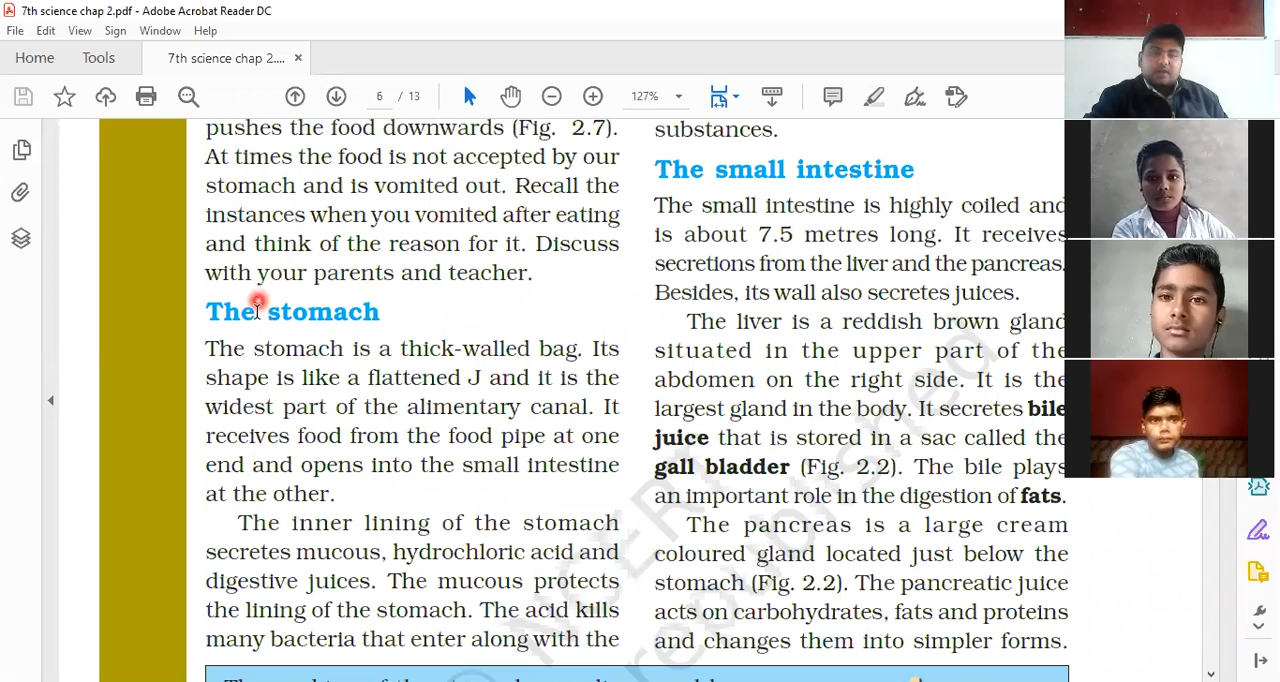 7th science chap 2.pdf - Adobe Acrobat Reader DC
File Edit View Sign Window Help
Home Tools 7th science chap 2.... ×
6 / 13 127%
pushes the food downwards (Fig. 2.7).
At times the food is not accepted by our
stomach and is vomited out. Recall the
instances when you vomited after eating
and think of the reason for it. Discuss
with your parents and teacher.
The stomach
The stomach is a thick-walled bag. Its
shape is like a flattened J and it is the
widest part of the alimentary canal. It
receives food from the food pipe at one
end and opens into the small intestine
at the other.
The inner lining of the stomach
secretes mucous, hydrochloric acid and
digestive juices. The mucous protects
the lining of the stomach. The acid kills
many bacteria that enter along with the
substances.
The small intestine
The small intestine is highly coiled and
is about 7.5 metres long. It receives
secretions from the liver and the pancreas.
Besides, its wall also secretes juices.
The liver is a reddish brown gland
situated in the upper part of the
abdomen on the right side. It is the
largest gland in the body. It secretes bile
juice that is stored in a sac called the
gall bladder (Fig. 2.2). The bile plays
an important role in the digestion of fats.
The pancreas is a large cream
coloured gland located just below the
stomach (Fig. 2.2). The pancreatic juice
acts on carbohydrates, fats and proteins
and changes them into simpler forms.
© NCERT
republished